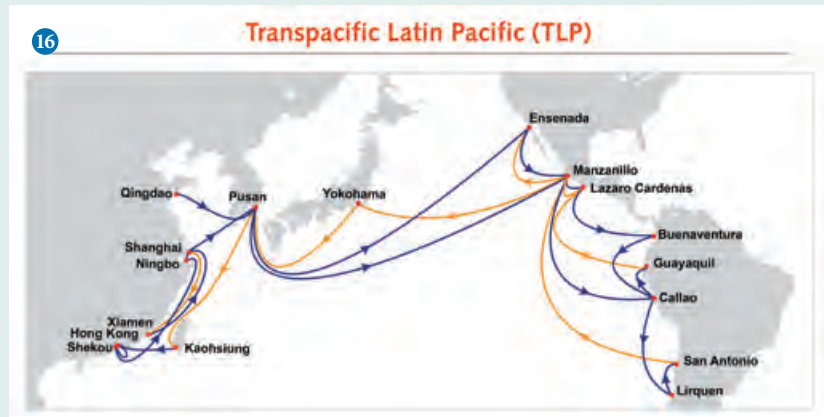 16
Transpacific Latin Pacific (TLP)
Ensenada
Manzanillo
Lazaro Cardenas
Qingdao
Pusan
Yokohama
Buenaventura
Shanghai
Ningbo
Guayaquil
Callao
Xiamen
Hong Kong
Shekou
Kaohsiung
San Antonio
Lirquen